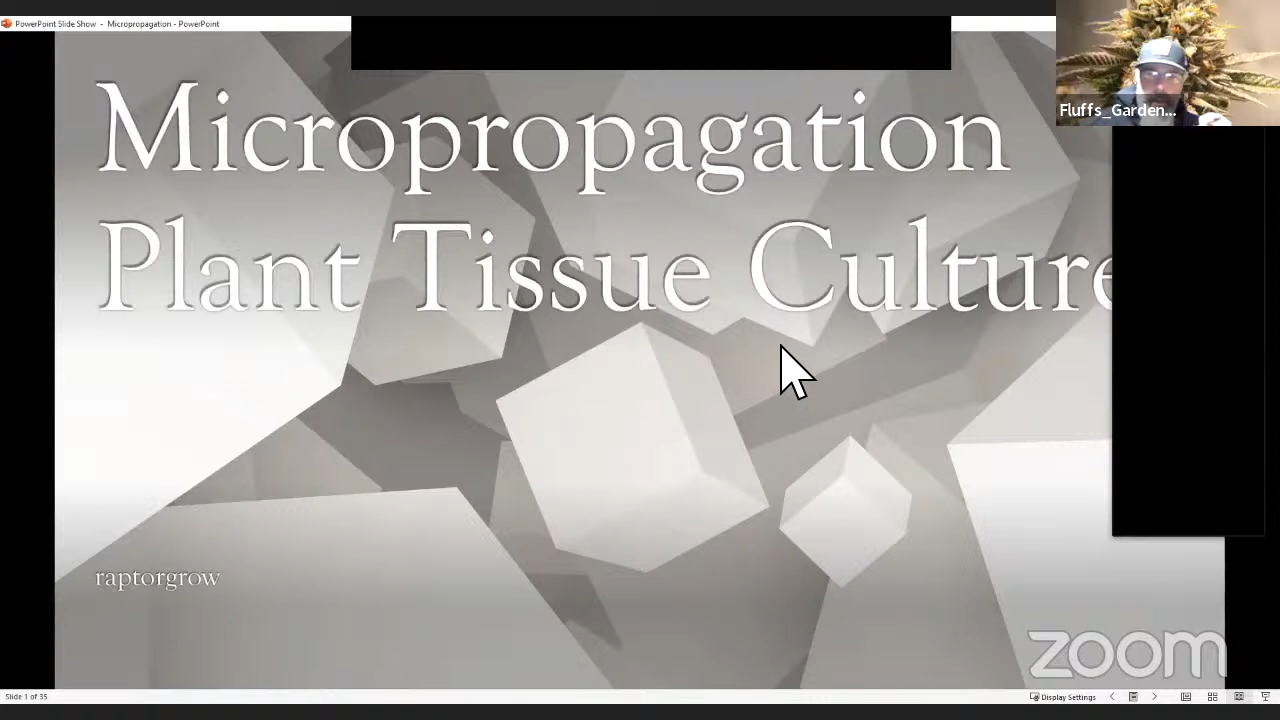 PowerPoint Slide Show - Micropropagation - PowerPoint
Fluffs_Garden...
Micropropagation
Plant Tissue Culture
raptorgrow
zoom
Slide 1 of 35
Display Settings